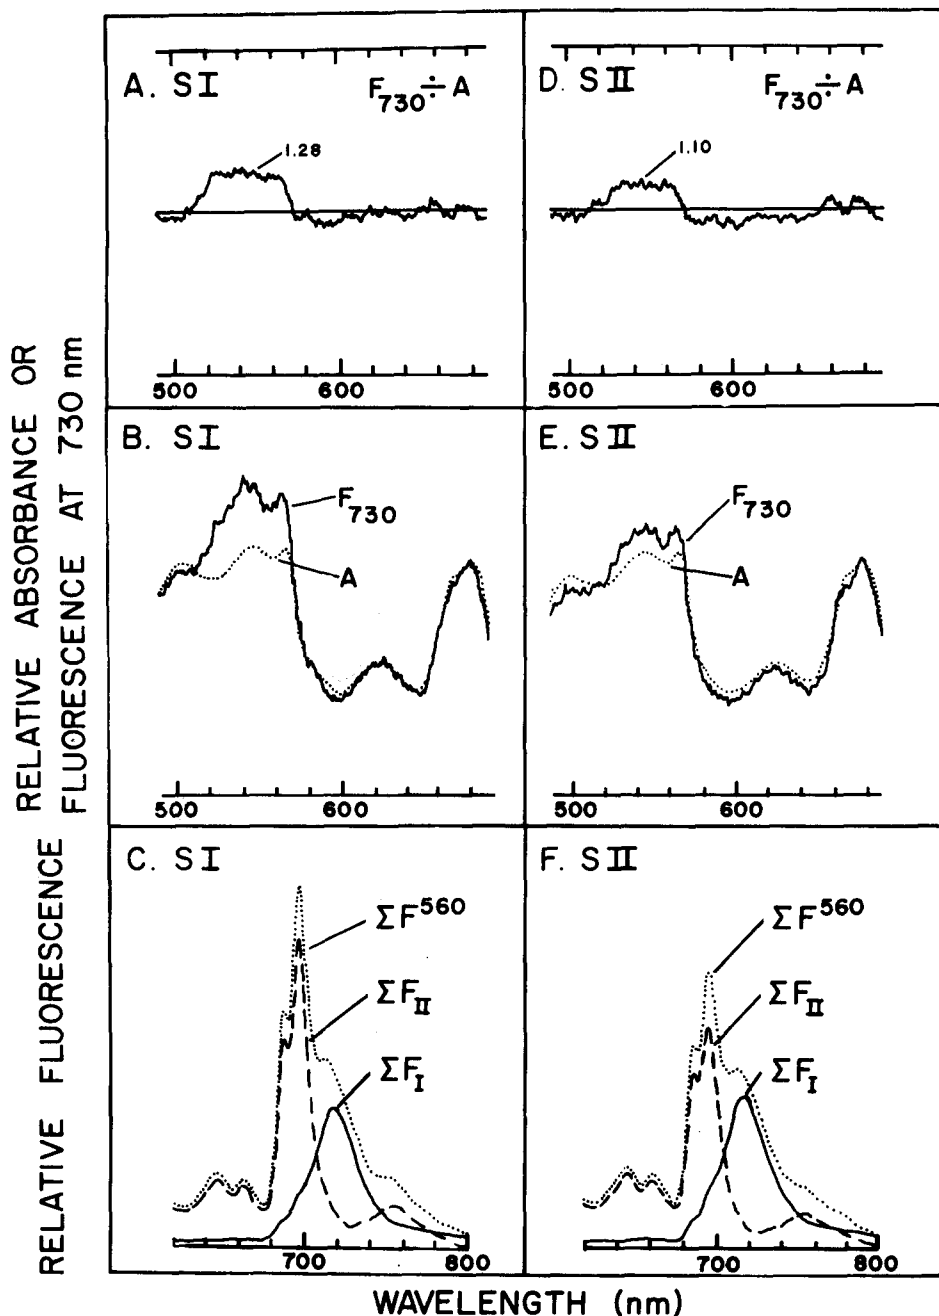 RELATIVE ABSORBANCE OR
FLUORESCENCE AT 730 nm
RELATIVE FLUORESCENCE
A. SI
F730 ÷ A
1.28
500
600
D. SII
F730 ÷ A
1.10
500
600
B. SI
F730
A
500
600
E. SII
F730
A
500
600
C. SI
ΣF560
ΣFII
ΣFI
700
800
F. SII
ΣF560
ΣFII
ΣFI
700
800
WAVELENGTH (nm)